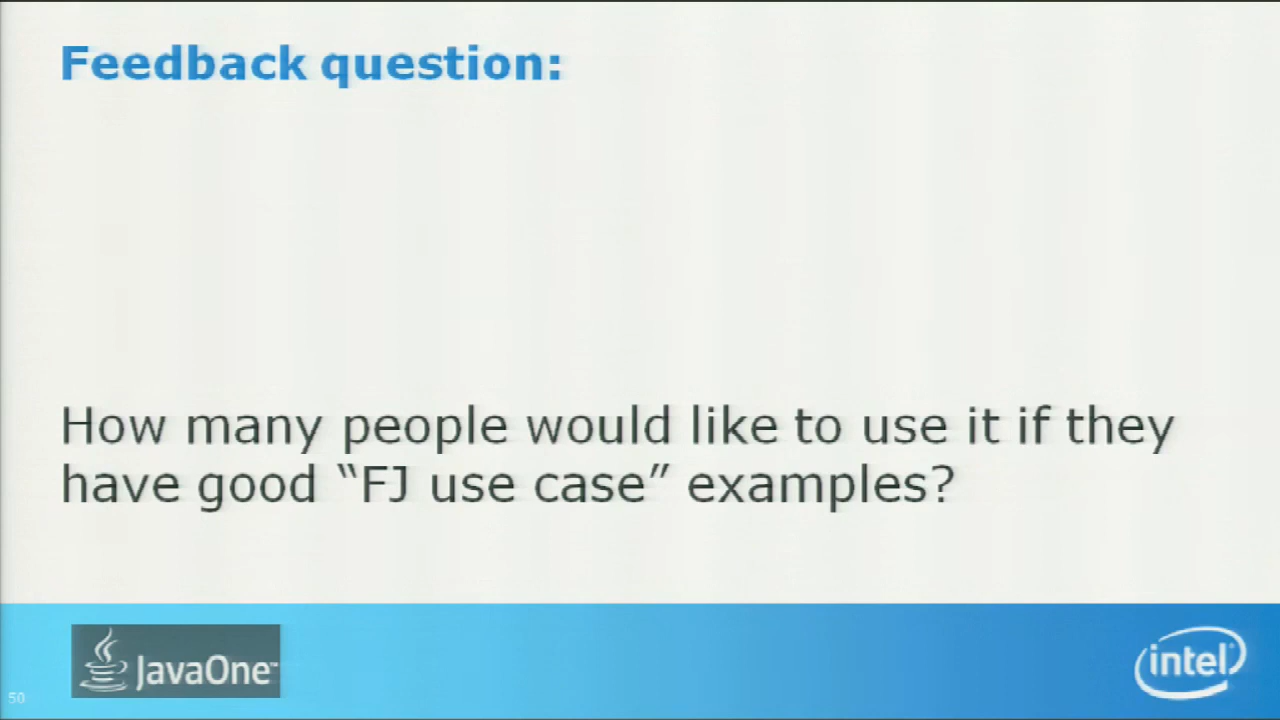 Feedback question:
How many people would like to use it if they
have good “FJ use case” examples?
50
JavaOne™
intel